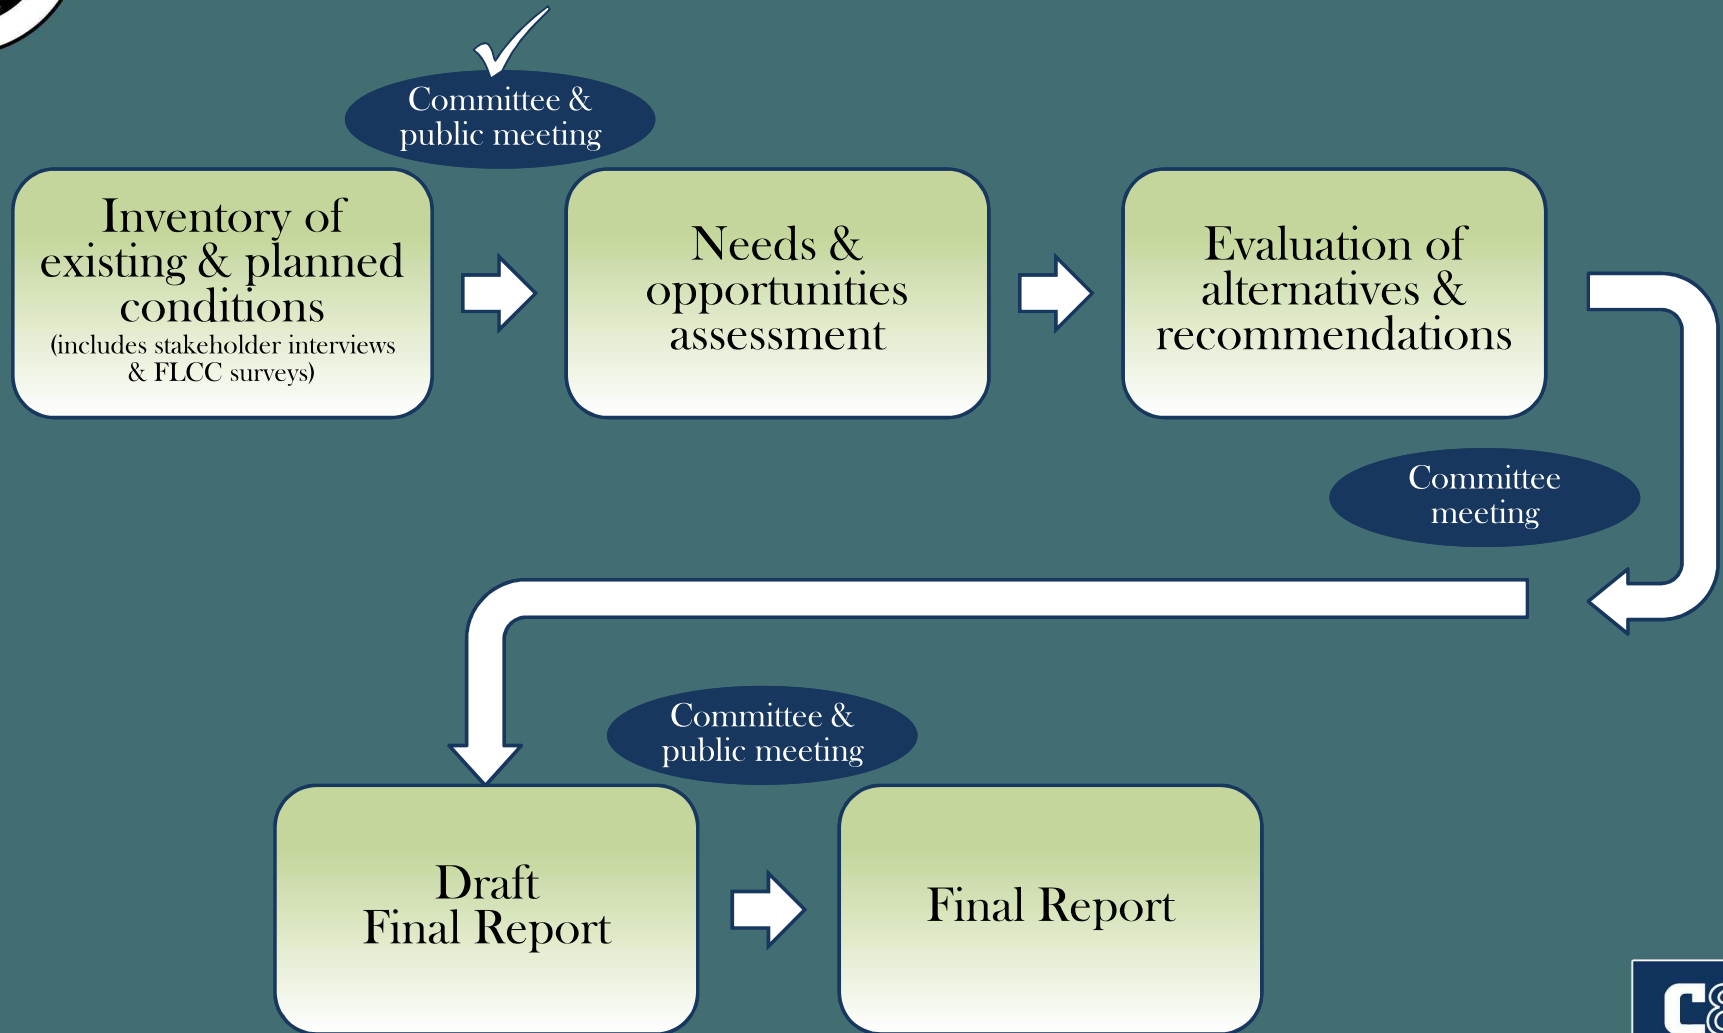 Committee &
public meeting
Inventory of
existing & planned
conditions
(includes stakeholder interviews
& FLCC surveys)
Needs &
opportunities
assessment
Evaluation of
alternatives &
recommendations
Committee
meeting
Committee &
public meeting
Draft
Final Report
Final Report
C&